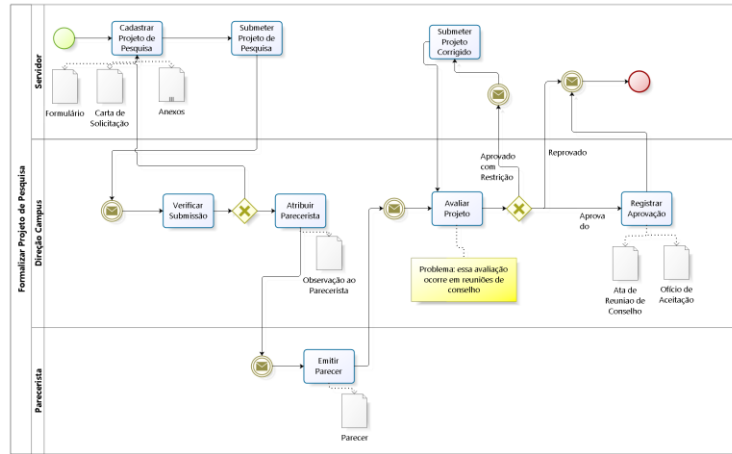 Formalizar Projeto de Pesquisa
Servidor
Cadastrar
Projeto de
Pesquisa
Submeter
Projeto de
Pesquisa
Submeter
Projeto
Corrigido
Formulário
Carta de
Solicitação
Anexos
Aprovado
com
Restrição
Reprovado
Direção Campus
Verificar
Submissão
Atribuir
Parecerista
Avaliar
Projeto
Aprova
do
Registrar
Aprovação
Observação ao
Parecerista
Problema: essa avaliação
ocorre em reuniões de
conselho
Ata de
Reuniao de
Conselho
Ofício de
Aceitação
Parecerista
Emitir
Parecer
Parecer